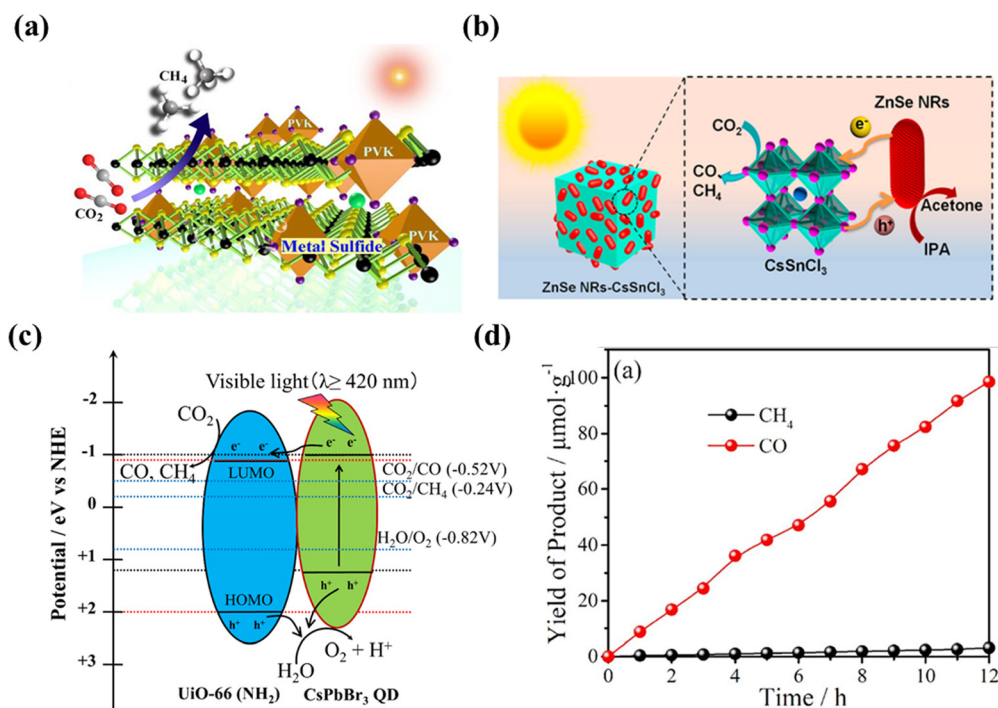 (a)
CH4
PVK
PVK
PVK
PVK
CO2
Metal Sulfide
(b)
ZnSe NRs
e-
CO2
CO,
CH4
Acetone
h+
IPA
CsSnCl3
ZnSe NRs-CsSnCl3
(c)
Potential / eV vs NHE
-2
-1
0
+1
+2
+3
Visible light (λ≥ 420 nm)
CO2
e- e-
e-
e- e-
CO, CH4
LUMO
CO2/CO (-0.52V)
CO2/CH4 (-0.24V)
H2O/O2 (-0.82V)
h+ h+
HOMO
h+ h+
O2 + H+
H2O
UiO-66 (NH2)
CsPbBr3 QD
(d)
(a)
CH4
CO
Yield of Product / μmol·g-1
100
80
60
40
20
0
0 2 4 6 8 10 12
Time / h